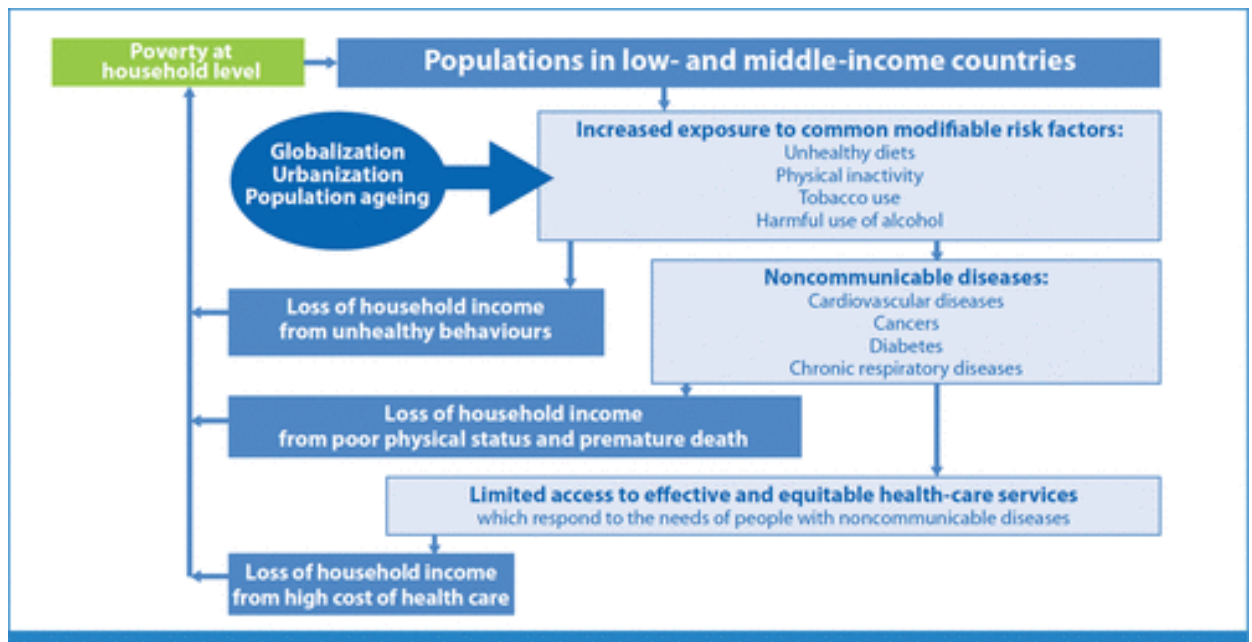 Poverty at
household level
Populations in low- and middle-income countries
Globalization
Urbanization
Population ageing
Increased exposure to common modifiable risk factors:
Unhealthy diets
Physical inactivity
Tobacco use
Harmful use of alcohol
Noncommunicable diseases:
Cardiovascular diseases
Cancers
Diabetes
Chronic respiratory diseases
Loss of household income
from unhealthy behaviours
Loss of household income
from poor physical status and premature death
Limited access to effective and equitable health-care services
which respond to the needs of people with noncommunicable diseases
Loss of household income
from high cost of health care